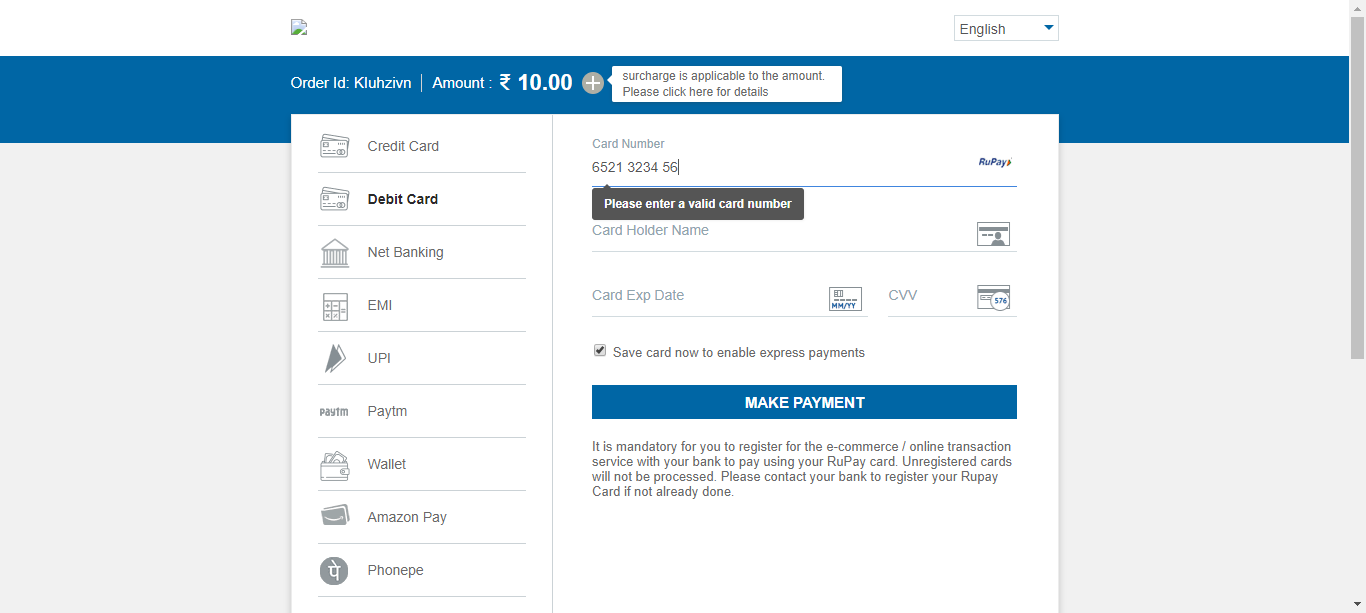 English
Order Id: Kluhzivn
Amount : ₹ 10.00
surcharge is applicable to the amount.
Please click here for details
Credit Card
Debit Card
Net Banking
EMI
UPI
Paytm
Paytm
Wallet
Amazon Pay
पे
Phonepe
Card Number
6521 3234 56
RuPay
Please enter a valid card number
Card Holder Name
Card Exp Date
MM/YY
CVV
576
Save card now to enable express payments
MAKE PAYMENT
It is mandatory for you to register for the e-commerce / online transaction
service with your bank to pay using your RuPay card. Unregistered cards
will not be processed. Please contact your bank to register your Rupay
Card if not already done.